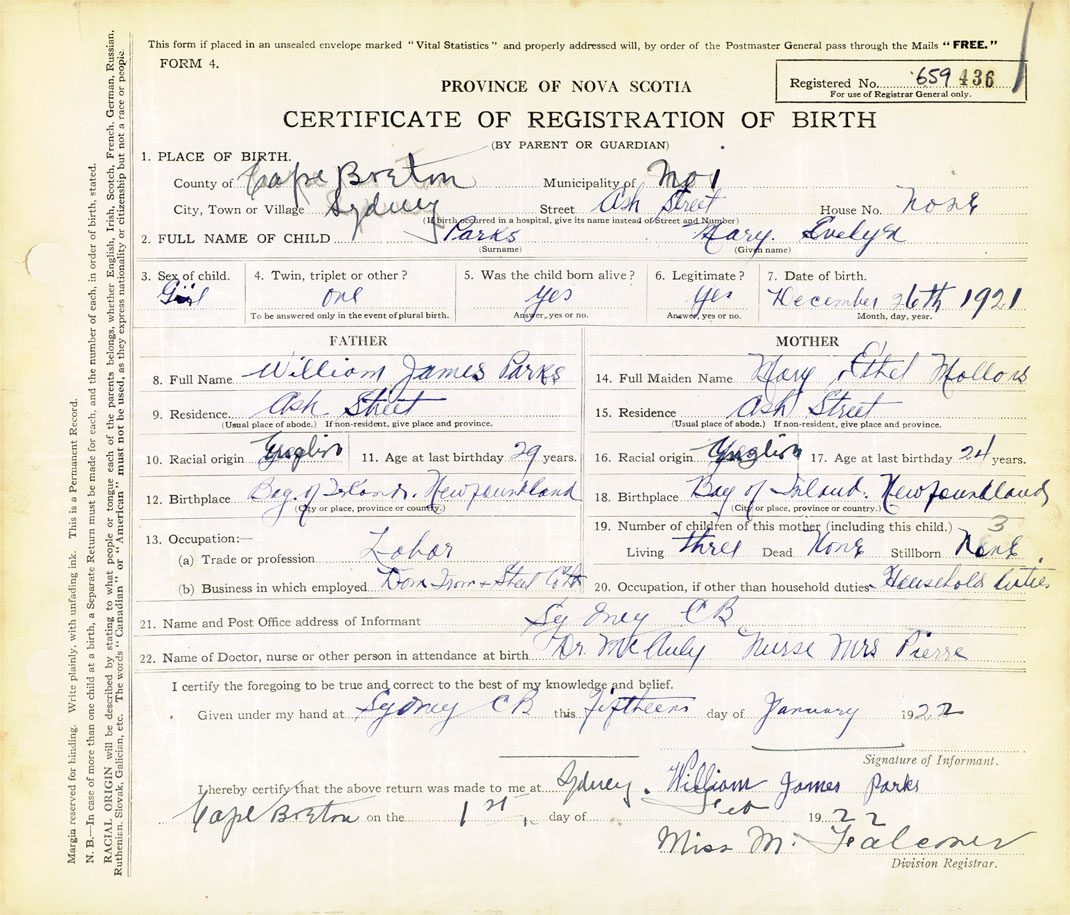 This form if placed in an unsealed envelope marked "Vital Statistics" and properly addressed will, by order of the Postmaster General pass through the Mails "FREE."
FORM 4.
Registered No. 659 436
For use of Registrar General only.
PROVINCE OF NOVA SCOTIA
CERTIFICATE OF REGISTRATION OF BIRTH
(BY PARENT OR GUARDIAN)
1. PLACE OF BIRTH.
County of Cape Breton Municipality of No 1
City, Town or Village Sydney Street Ash Street House No. None
(If birth occurred in a hospital, give its name instead of Street and Number)
2. FULL NAME OF CHILD Parks Mary Evelyn
(Surname) (Given name)
3. Sex of child. 4. Twin, triplet or other? 5. Was the child born alive? 6. Legitimate? 7. Date of birth.
Girl one yes yes December 26th 1921
To be answered only in the event of plural birth. Answer, yes or no. Answer, yes or no. Month, day, year.
FATHER
8. Full Name William James Parks
9. Residence Ash Street
(Usual place of abode.) If non-resident, give place and province.
10. Racial origin English 11. Age at last birthday 29 years.
12. Birthplace Bay of Islands. Newfoundland
(City or place, province or country.)
13. Occupation:—
(a) Trade or profession Labor
(b) Business in which employed Dom Iron + Steel
MOTHER
14. Full Maiden Name Mary Ethel
15. Residence Ash Street
(Usual place of abode.) If non-resident, give place and province.
16. Racial origin English 17. Age at last birthday 24 years.
18. Birthplace Bay of Island. Newfoundland
(City or place, province or country.)
19. Number of children of this mother (including this child.) 3
Living three Dead None Stillborn None
20. Occupation, if other than household duties Household duties
21. Name and Post Office address of Informant Sydney C B
22. Name of Doctor, nurse or other person in attendance at birth Dr McAuly Nurse Mrs Pierre
I certify the foregoing to be true and correct to the best of my knowledge and belief.
Given under my hand at Sydney C B this fifteens day of January 1922
Signature of Informant.
William James Parks
I hereby certify that the above return was made to me at Sydney.
Cape Breton on the 1st, day of Feb 1922
Miss M. Falconer
Division Registrar.
Margin reserved for binding. Write plainly, with unfading ink. This is a Permanent Record.
N. B.—In case of more than one child at a birth, a Separate Return must be made for each, and the number of each, in order of birth, stated.
RACIAL ORIGIN will be described by stating to what people or tongue each of the parents belongs, whether English, Irish, Scotch, French, German, Russian,
Ruthenian, Slovak, Galician, etc. The words "Canadian" or "American" must not be used, as they express nationality or citizenship but not a race or people.